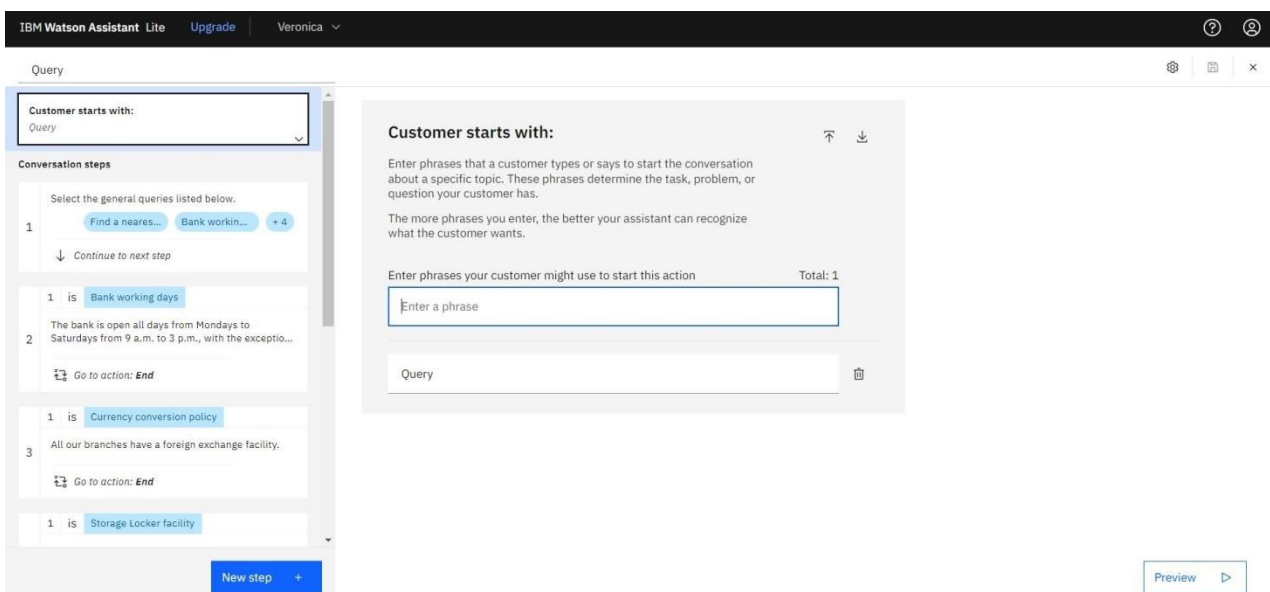 IBM Watson Assistant Lite Upgrade Veronica
Query
Customer starts with:
Query
Conversation steps
1
Select the general queries listed below.
Find a neares... Bank workin... + 4
Continue to next step
2
1 is Bank working days
The bank is open all days from Mondays to
Saturdays from 9 a.m. to 3 p.m., with the exceptio...
Go to action: End
3
1 is Currency conversion policy
All our branches have a foreign exchange facility.
Go to action: End
1 is Storage Locker facility
New step +
Customer starts with:
Enter phrases that a customer types or says to start the conversation
about a specific topic. These phrases determine the task, problem, or
question your customer has.
The more phrases you enter, the better your assistant can recognize
what the customer wants.
Enter phrases your customer might use to start this action Total: 1
Enter a phrase
Query
Preview